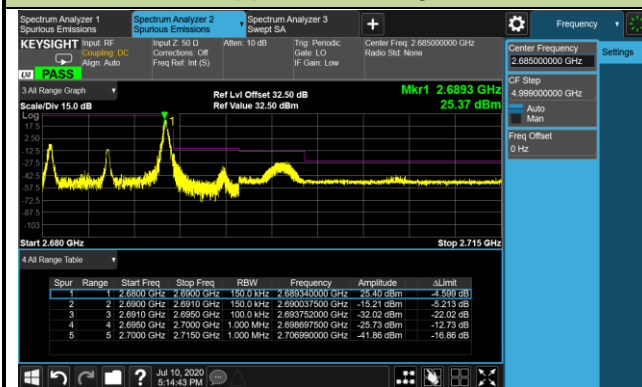 Spectrum Analyzer 1
Spurious Emissions
Spectrum Analyzer 2
Spurious Emissions
Spectrum Analyzer 3
Swept SA
Frequency
KEYSIGHT
Input: RF
Coupling: DC
Align: Auto
Input Z: 50 Ω
Corrections: Off
Freq Ref: Int (S)
Atten: 10 dB
Trig: Periodic
Gate: LO
IF Gain: Low
Center Freq: 2.685000000 GHz
Radio Std: None
LXI PASS
Center Frequency
2.685000000 GHz
Settings
CF Step
4.999000000 GHz
Auto
Man
Freq Offset
0 Hz
3 All Range Graph
Scale/Div 15.0 dB
Ref Lvl Offset 32.50 dB
Ref Value 32.50 dBm
Mkr1 2.6893 GHz
25.37 dBm
Log
17.5
2.50
-12.5
-27.5
-42.5
-57.5
-72.5
-87.5
-103
1
Start 2.680 GHz
Stop 2.715 GHz
4 All Range Table
Spur Range Start Freq Stop Freq RBW Frequency Amplitude ΔLimit
1 1 2.6800 GHz 2.6900 GHz 150.0 kHz 2.689340000 GHz 25.40 dBm -4.599 dB
2 2 2.6900 GHz 2.6910 GHz 150.0 kHz 2.690037500 GHz -15.21 dBm -5.213 dB
3 3 2.6910 GHz 2.6950 GHz 100.0 kHz 2.693752000 GHz -32.02 dBm -22.02 dB
4 4 2.6950 GHz 2.7000 GHz 1.000 MHz 2.698697500 GHz -25.73 dBm -12.73 dB
5 5 2.7000 GHz 2.7150 GHz 1.000 MHz 2.706990000 GHz -41.86 dBm -16.86 dB
Jul 10, 2020
5:14:43 PM